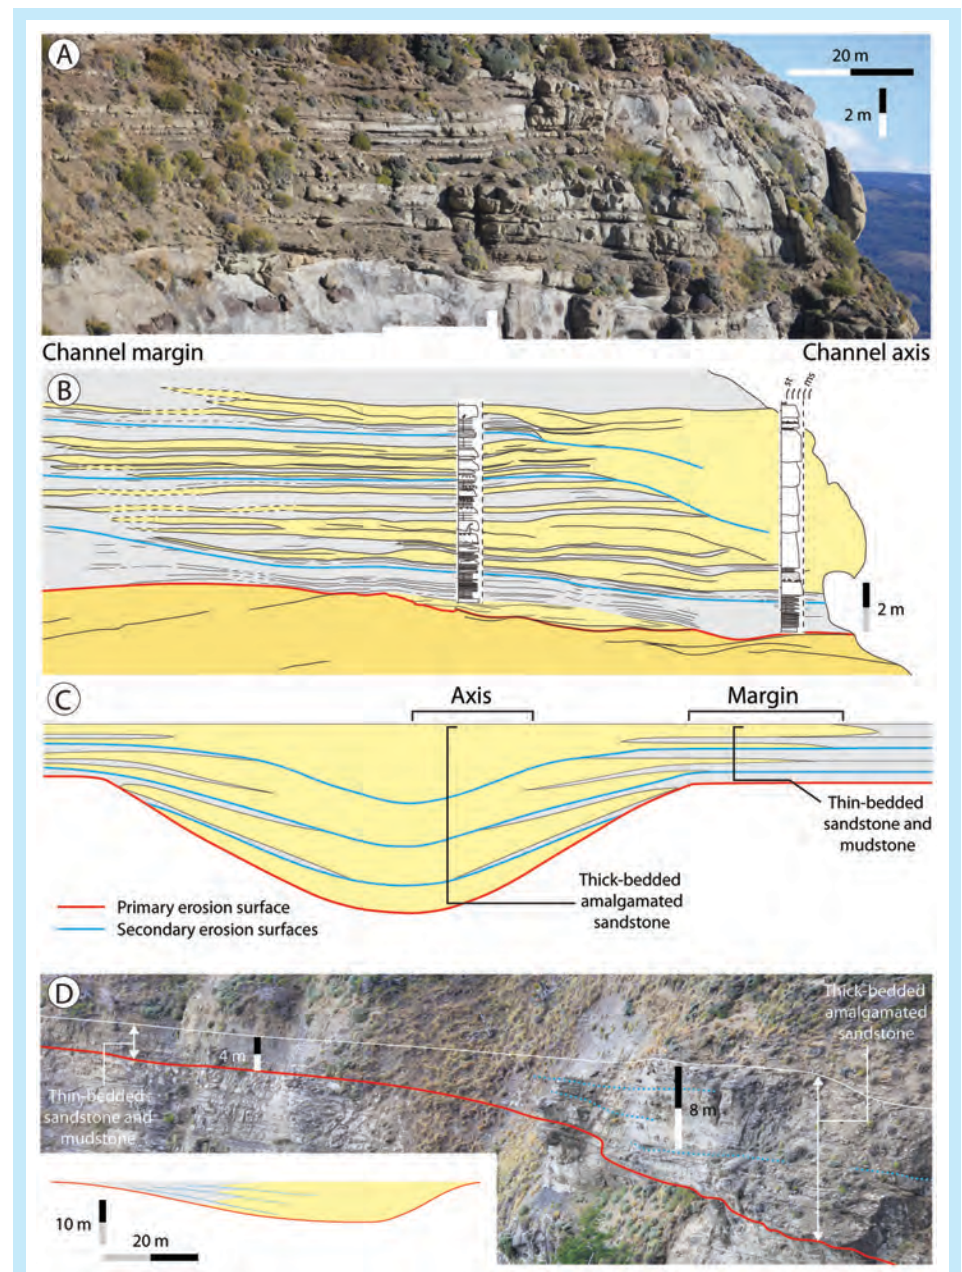 A
20 m
2 m
Channel margin
Channel axis
B
st
ms
2 m
C
Axis
Margin
Thin-bedded
sandstone and
mudstone
Thick-bedded
amalgamated
sandstone
Primary erosion surface
Secondary erosion surfaces
D
Thick-bedded
amalgamated
sandstone
4 m
Thin-bedded
sandstone and
mudstone
8 m
10 m
20 m